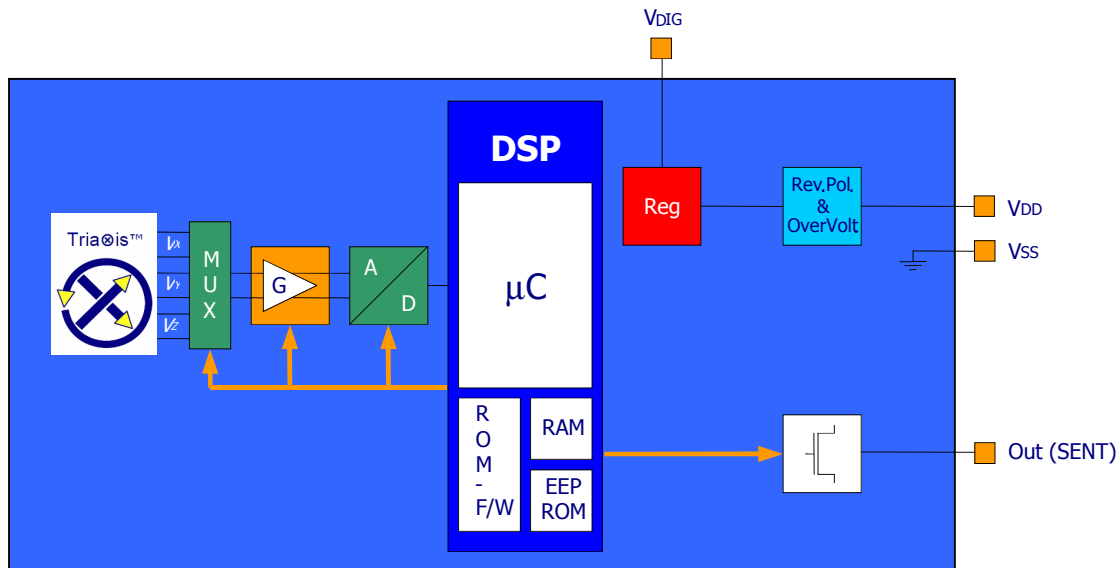 VDIG
DSP
Rev.Pol.
&
OverVolt
Reg
VDD
VSS
Tria⊗is™
VX
VY
VZ
M
U
X
G
A
D
µC
R
O
M
-
F/W
RAM
EEP
ROM
Out (SENT)